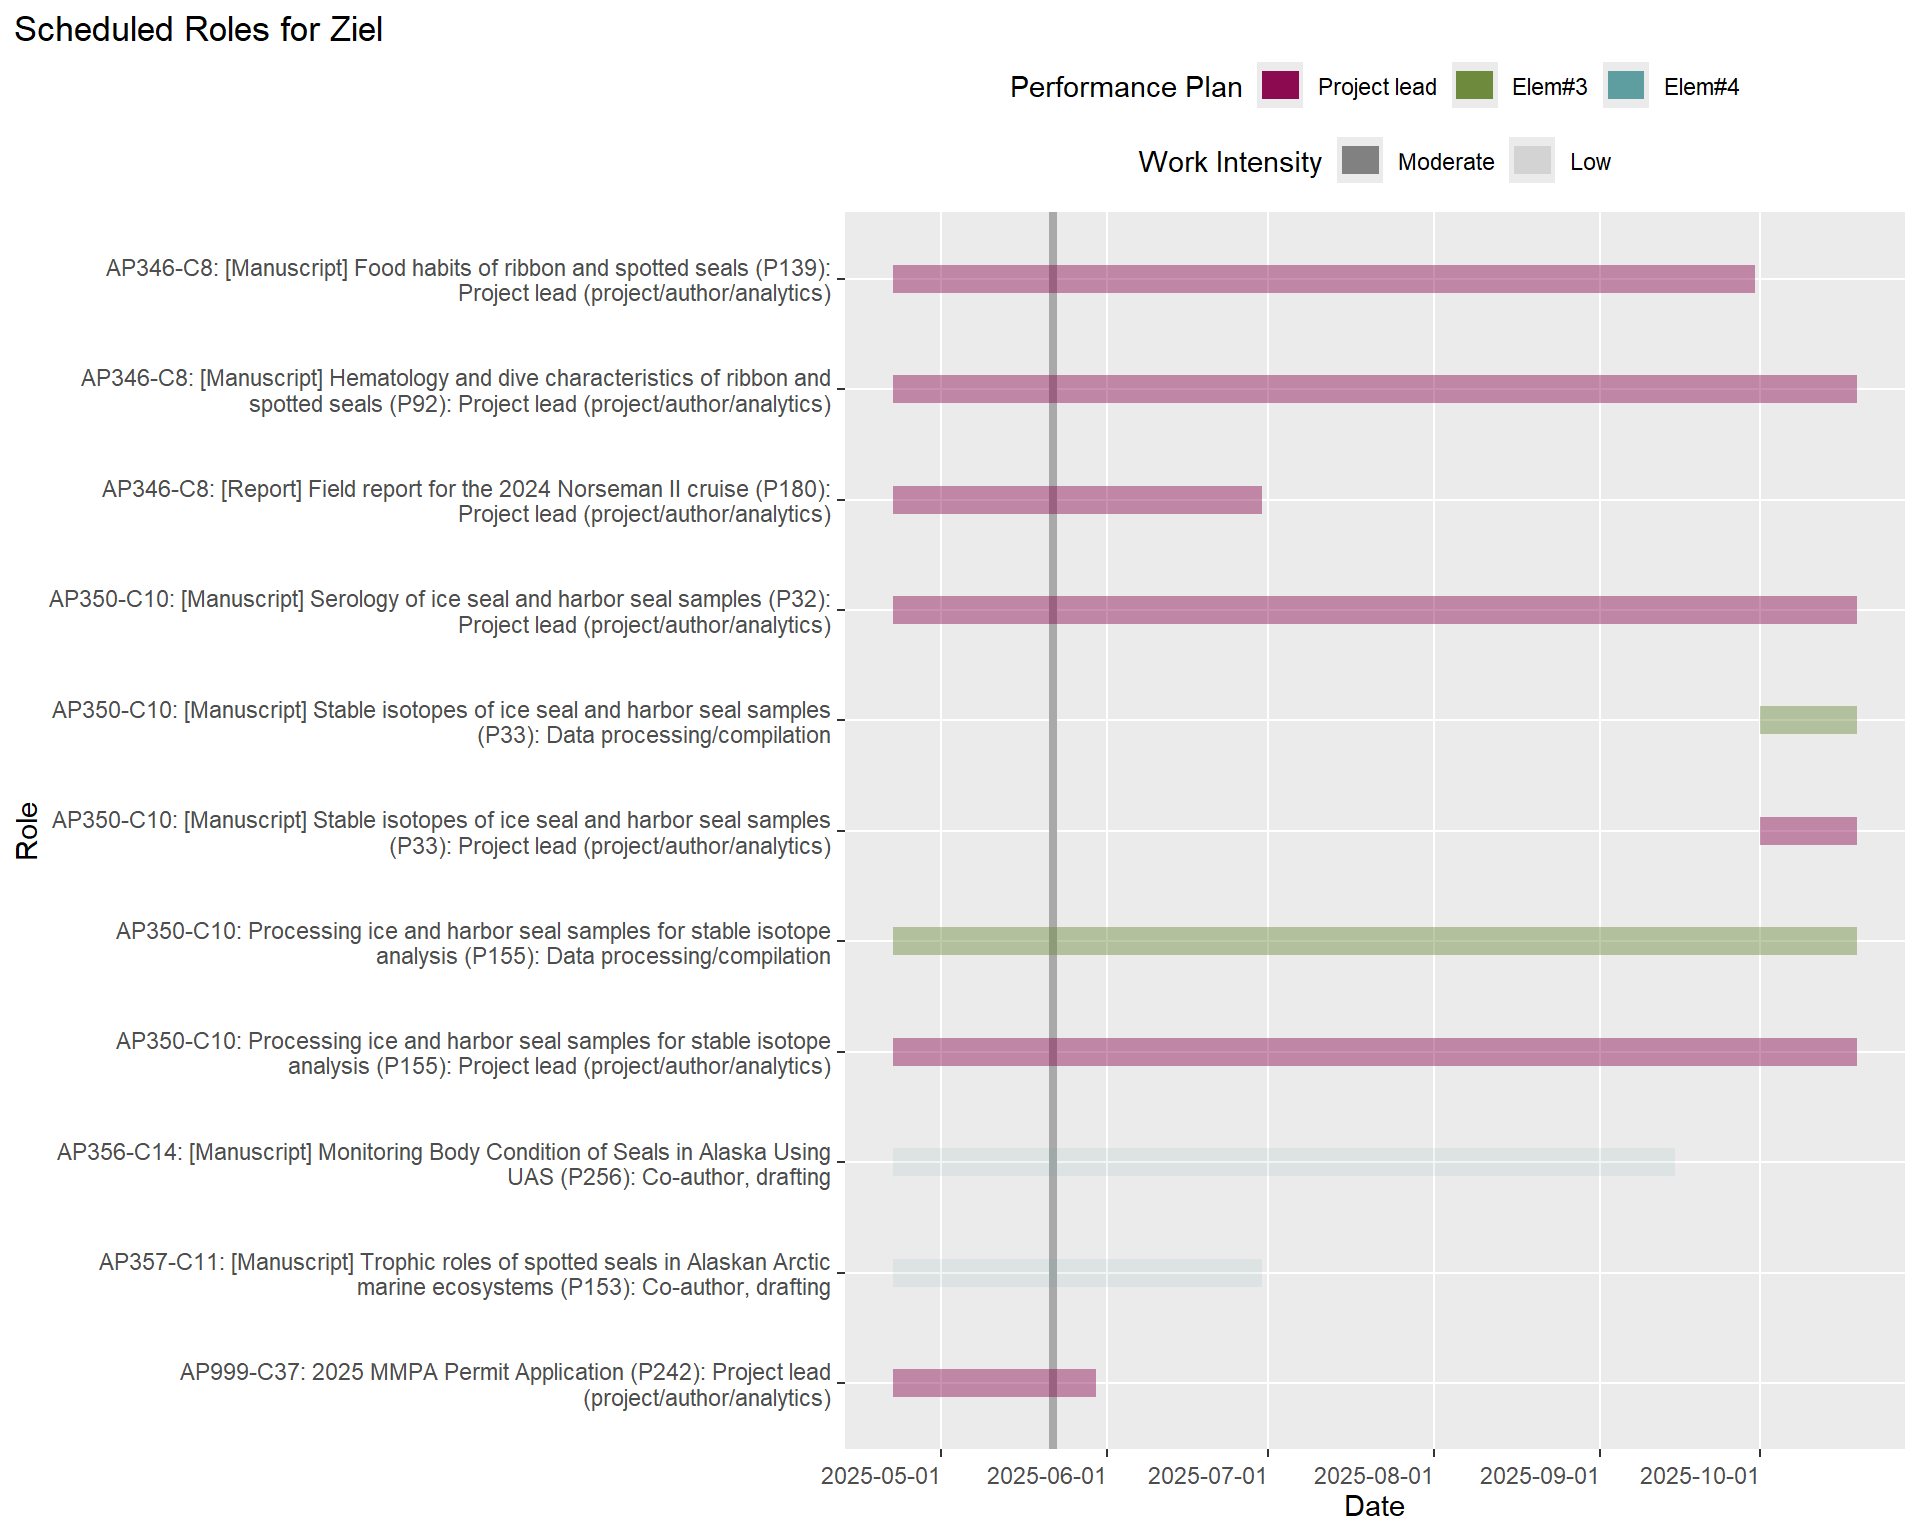 Scheduled Roles for Ziel
Performance Plan Project lead Elem#3 Elem#4
Work Intensity Moderate Low
AP346-C8: [Manuscript] Food habits of ribbon and spotted seals (P139):
Project lead (project/author/analytics)
AP346-C8: [Manuscript] Hematology and dive characteristics of ribbon and
spotted seals (P92): Project lead (project/author/analytics)
AP346-C8: [Report] Field report for the 2024 Norseman II cruise (P180):
Project lead (project/author/analytics)
AP350-C10: [Manuscript] Serology of ice seal and harbor seal samples (P32):
Project lead (project/author/analytics)
AP350-C10: [Manuscript] Stable isotopes of ice seal and harbor seal samples
(P33): Data processing/compilation
AP350-C10: [Manuscript] Stable isotopes of ice seal and harbor seal samples
(P33): Project lead (project/author/analytics)
AP350-C10: Processing ice and harbor seal samples for stable isotope
analysis (P155): Data processing/compilation
AP350-C10: Processing ice and harbor seal samples for stable isotope
analysis (P155): Project lead (project/author/analytics)
AP356-C14: [Manuscript] Monitoring Body Condition of Seals in Alaska Using
UAS (P256): Co-author, drafting
AP357-C11: [Manuscript] Trophic roles of spotted seals in Alaskan Arctic
marine ecosystems (P153): Co-author, drafting
AP999-C37: 2025 MMPA Permit Application (P242): Project lead
(project/author/analytics)
Role
2025-05-01 2025-06-01 2025-07-01 2025-08-01 2025-09-01 2025-10-01
Date